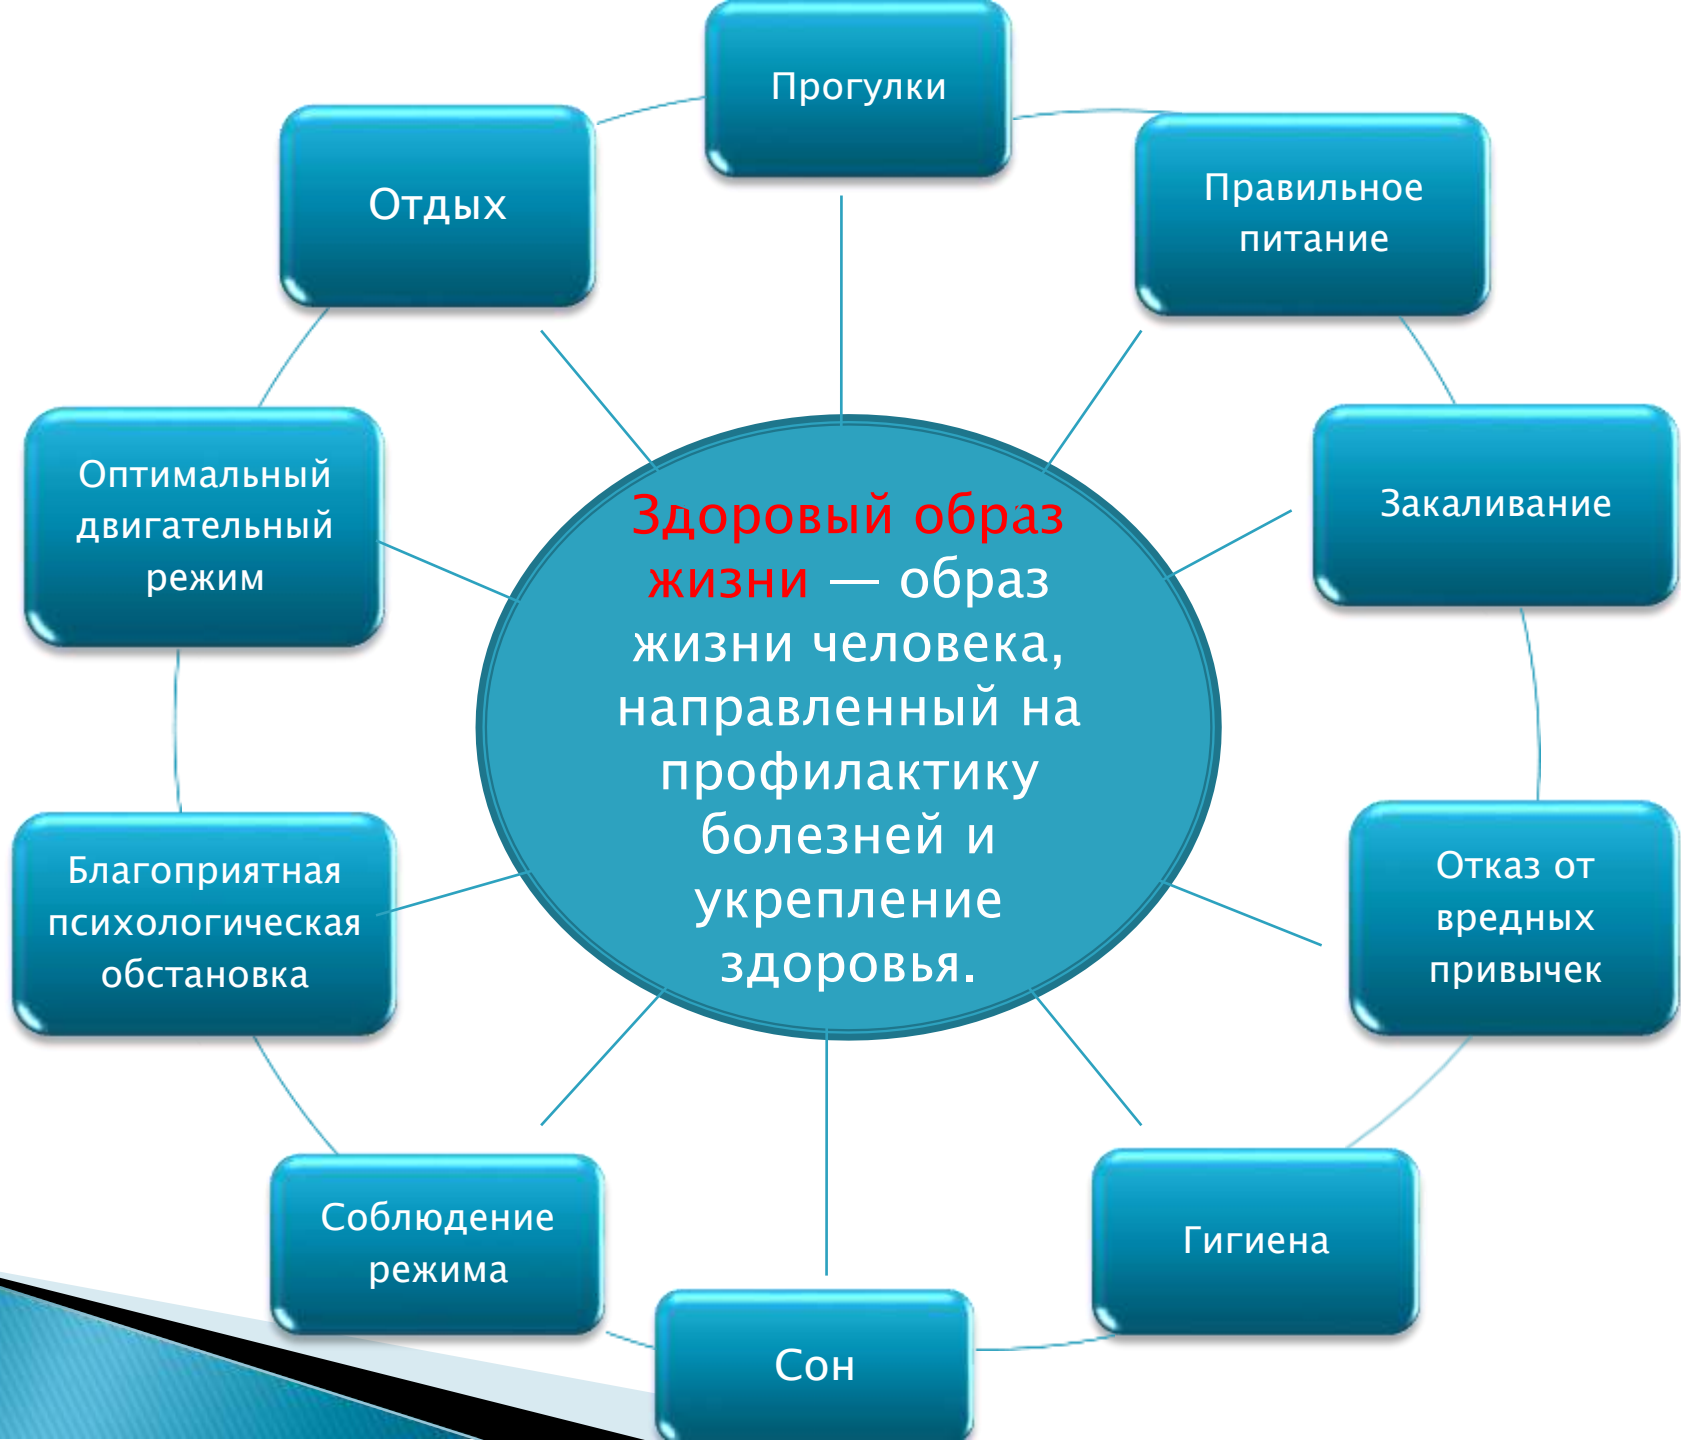 Прогулки
Правильное
питание
Закаливание
Отказ от
вредных
привычек
Гигиена
Сон
Соблюдение
режима
Благоприятная
психологическая
обстановка
Оптимальный
двигательный
режим
Отдых
Здоровый образ
жизни — образ
жизни человека,
направленный на
профилактику
болезней и
укрепление
здоровья.